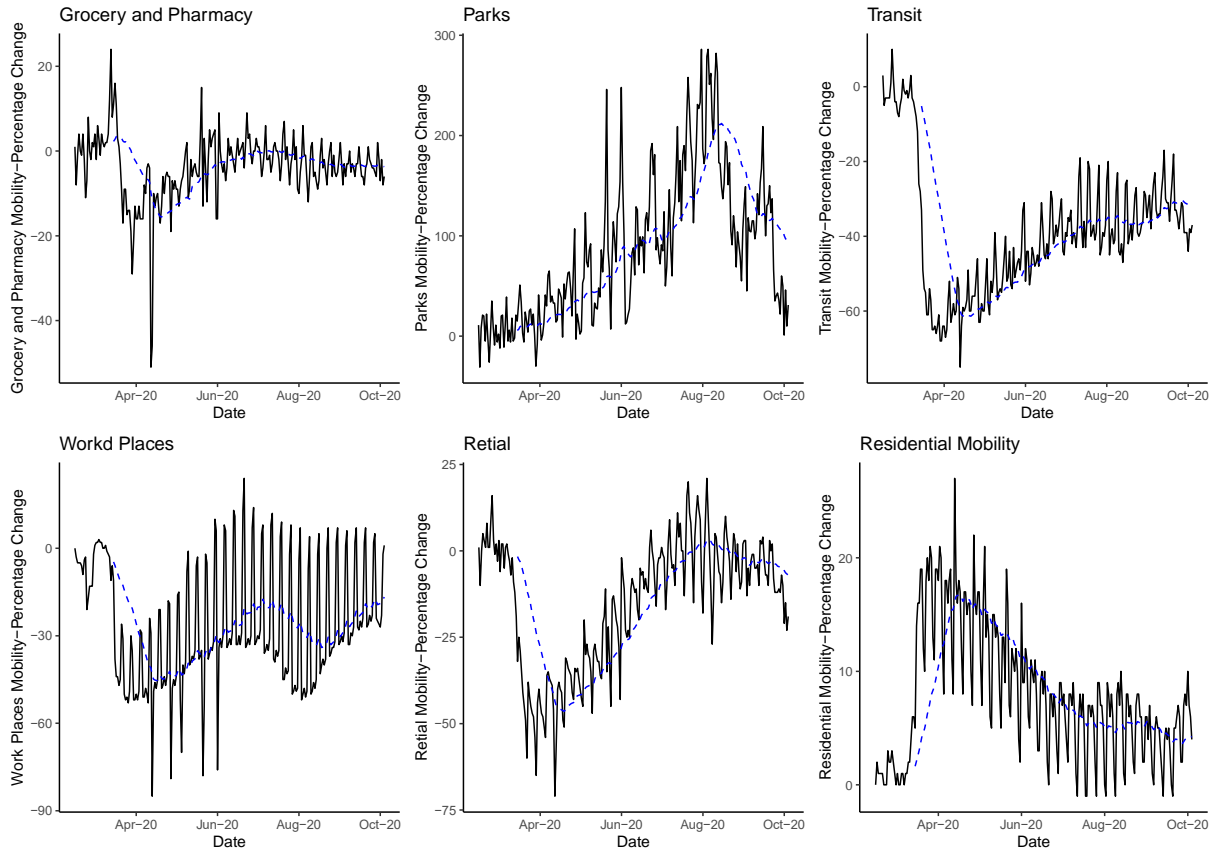 Grocery and Pharmacy
Grocery and Pharmacy Mobility−Percentage Change
20
0
−20
−40
Apr−20 Jun−20 Aug−20 Oct−20
Date
Parks
Parks Mobility−Percentage Change
300
200
100
0
Apr−20 Jun−20 Aug−20 Oct−20
Date
Transit
Transit Mobility−Percentage Change
0
−20
−40
−60
Apr−20 Jun−20 Aug−20 Oct−20
Date
Workd Places
Work Places Mobility−Percentage Change
0
−30
−60
−90
Apr−20 Jun−20 Aug−20 Oct−20
Date
Retial
Retial Mobility−Percentage Change
25
0
−25
−50
−75
Apr−20 Jun−20 Aug−20 Oct−20
Date
Residential Mobility
Residential Mobility−Percentage Change
20
10
0
Apr−20 Jun−20 Aug−20 Oct−20
Date